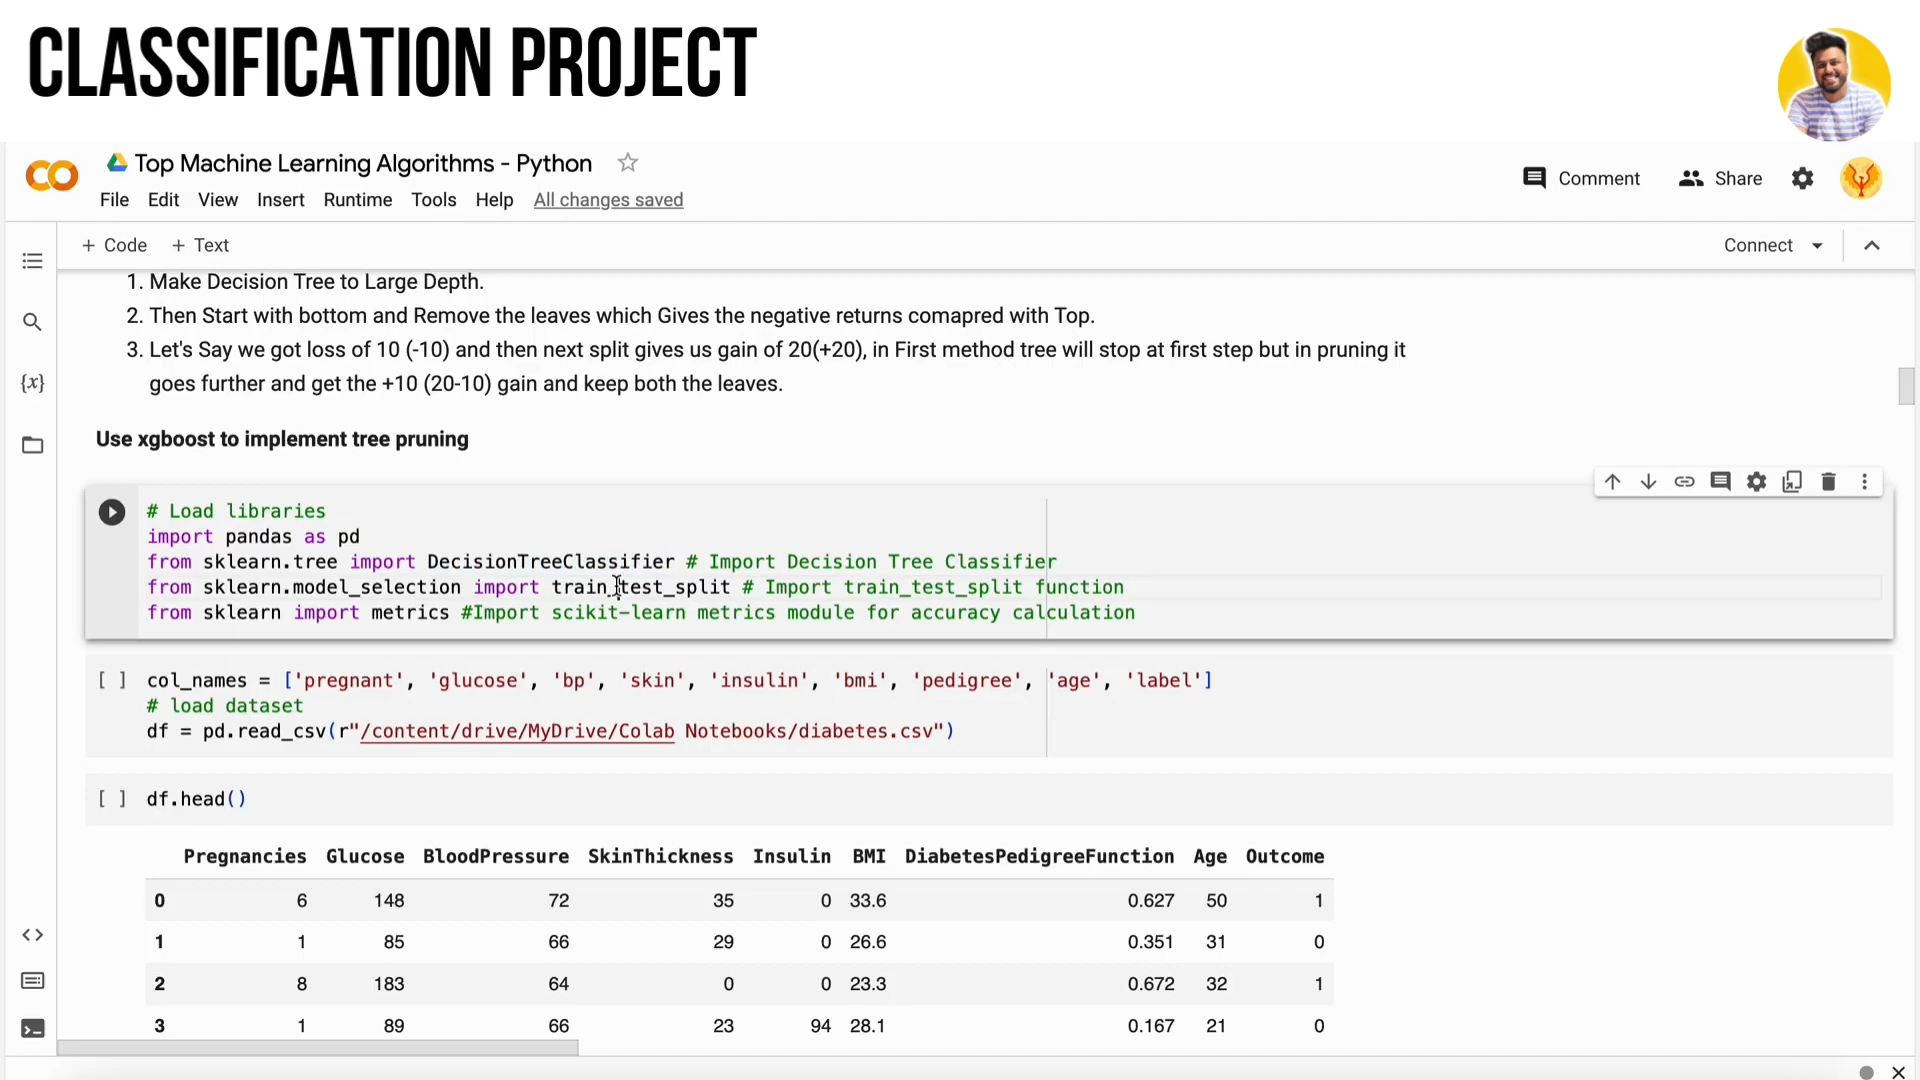 CLASSIFICATION PROJECT
Top Machine Learning Algorithms - Python
File Edit View Insert Runtime Tools Help All changes saved
Comment Share
+ Code + Text
Connect
1. Make Decision Tree to Large Depth.
2. Then Start with bottom and Remove the leaves which Gives the negative returns comapred with Top.
3. Let's Say we got loss of 10 (-10) and then next split gives us gain of 20(+20), in First method tree will stop at first step but in pruning it
goes further and get the +10 (20-10) gain and keep both the leaves.
Use xgboost to implement tree pruning
# Load libraries
import pandas as pd
from sklearn.tree import DecisionTreeClassifier # Import Decision Tree Classifier
from sklearn.model_selection import train_test_split # Import train_test_split function
from sklearn import metrics #Import scikit-learn metrics module for accuracy calculation
[ ] col_names = ['pregnant', 'glucose', 'bp', 'skin', 'insulin', 'bmi', 'pedigree', 'age', 'label']
# load dataset
df = pd.read_csv(r"/content/drive/MyDrive/Colab Notebooks/diabetes.csv")
[ ] df.head()
Pregnancies Glucose BloodPressure SkinThickness Insulin BMI DiabetesPedigreeFunction Age Outcome
0 6 148 72 35 0 33.6 0.627 50 1
1 1 85 66 29 0 26.6 0.351 31 0
2 8 183 64 0 0 23.3 0.672 32 1
3 1 89 66 23 94 28.1 0.167 21 0